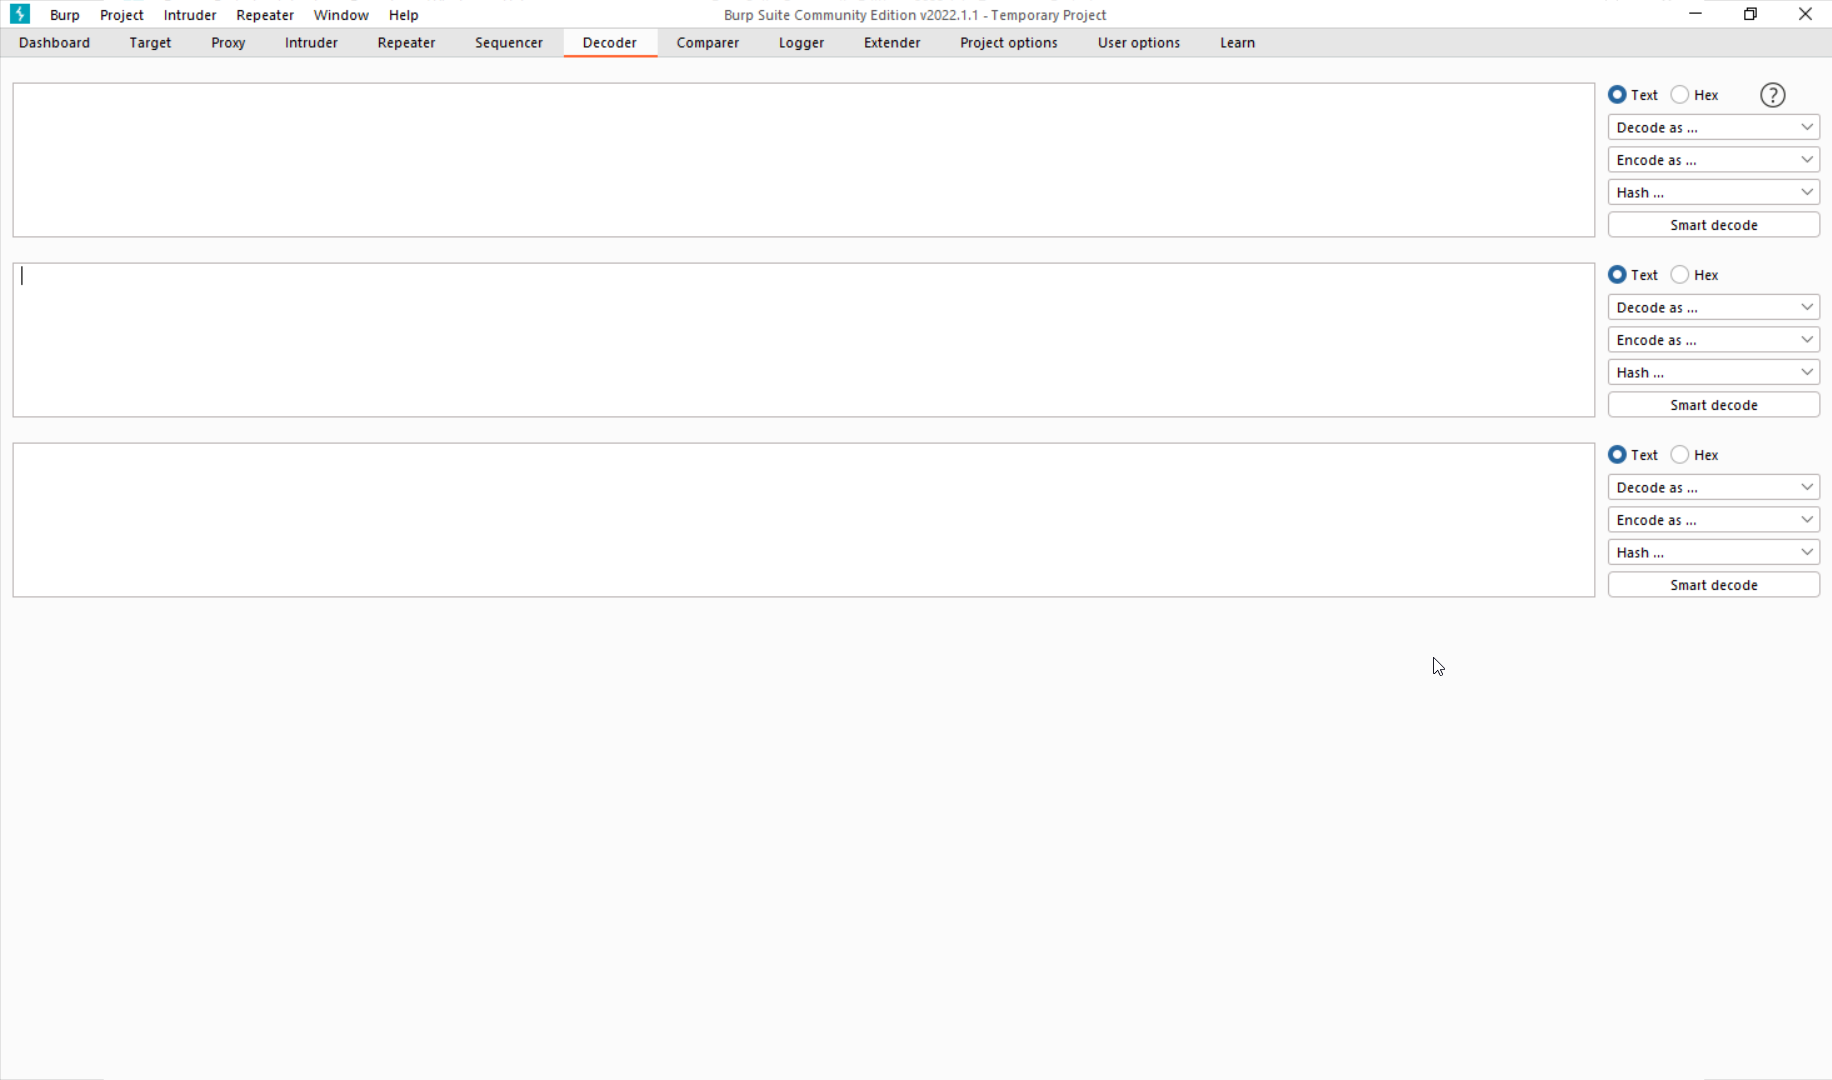 Burp Project Intruder Repeater Window Help Burp Suite Community Edition v2022.1.1 - Temporary Project
Dashboard Target Proxy Intruder Repeater Sequencer Decoder Comparer Logger Extender Project options User options Learn
Text Hex ?
Decode as ...
Encode as ...
Hash ...
Smart decode
Text Hex
Decode as ...
Encode as ...
Hash ...
Smart decode
Text Hex
Decode as ...
Encode as ...
Hash ...
Smart decode